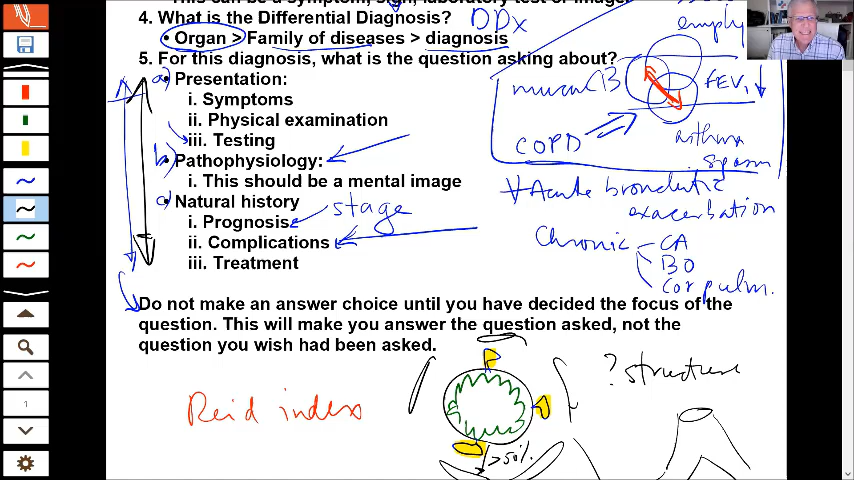 4. What is the Differential Diagnosis? DDx
• Organ > Family of diseases > diagnosis
5. For this diagnosis, what is the question asking about?
a) Presentation:
i. Symptoms
ii. Physical examination
iii. Testing
b) Pathophysiology:
i. This should be a mental image
Natural history
i. Prognosis
stage
ii. Complications
iii. Treatment
Do not make an answer choice until you have decided the focus of the
question. This will make you answer the question asked, not the
question you wish had been asked.
emphy
CB
FEV1 ↓
COPD
asthma
spasm
Acute bronchitic
exacerbation
Chronic - CA
BO
Cor pulm.
Reid index
>50%
? structure
1